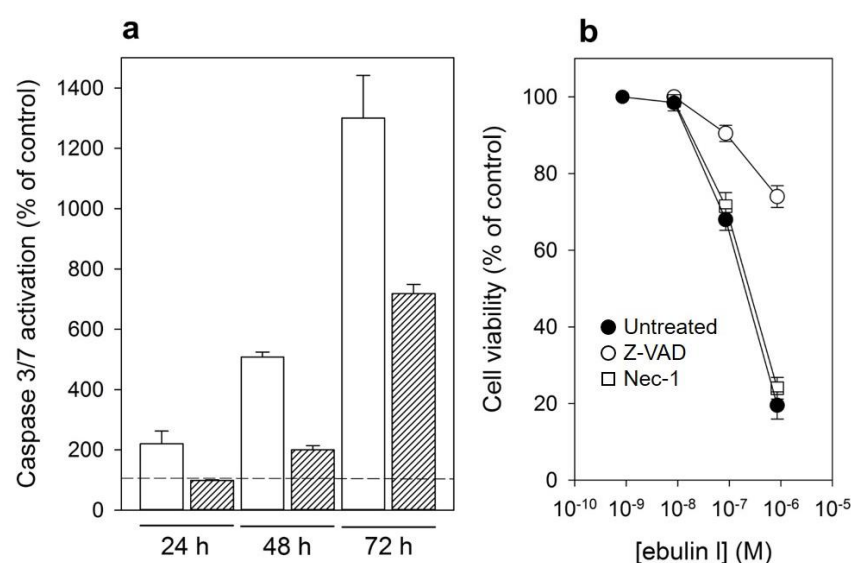 a
Caspase 3/7 activation (% of control)
1400
1200
1000
800
600
400
200
0
24 h 48 h 72 h
b
Cell viability (% of control)
100
80
60
40
20
0
Untreated
Z-VAD
Nec-1
10⁻¹⁰ 10⁻⁹ 10⁻⁸ 10⁻⁷ 10⁻⁶ 10⁻⁵
[ebulin l] (M)